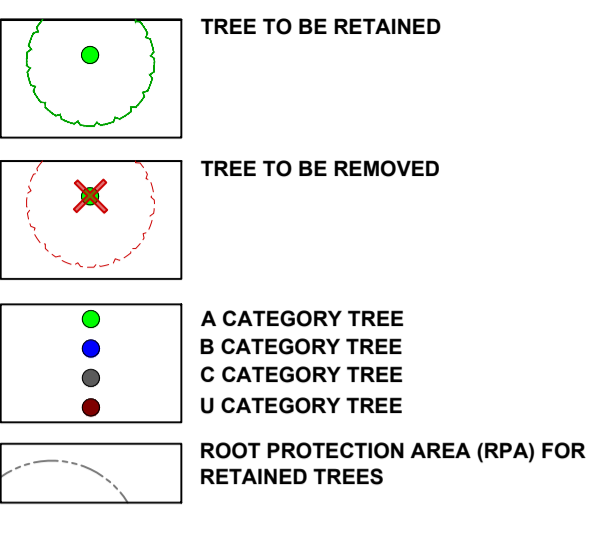 TREE TO BE RETAINED
TREE TO BE REMOVED
A CATEGORY TREE
B CATEGORY TREE
C CATEGORY TREE
U CATEGORY TREE
ROOT PROTECTION AREA (RPA) FOR
RETAINED TREES